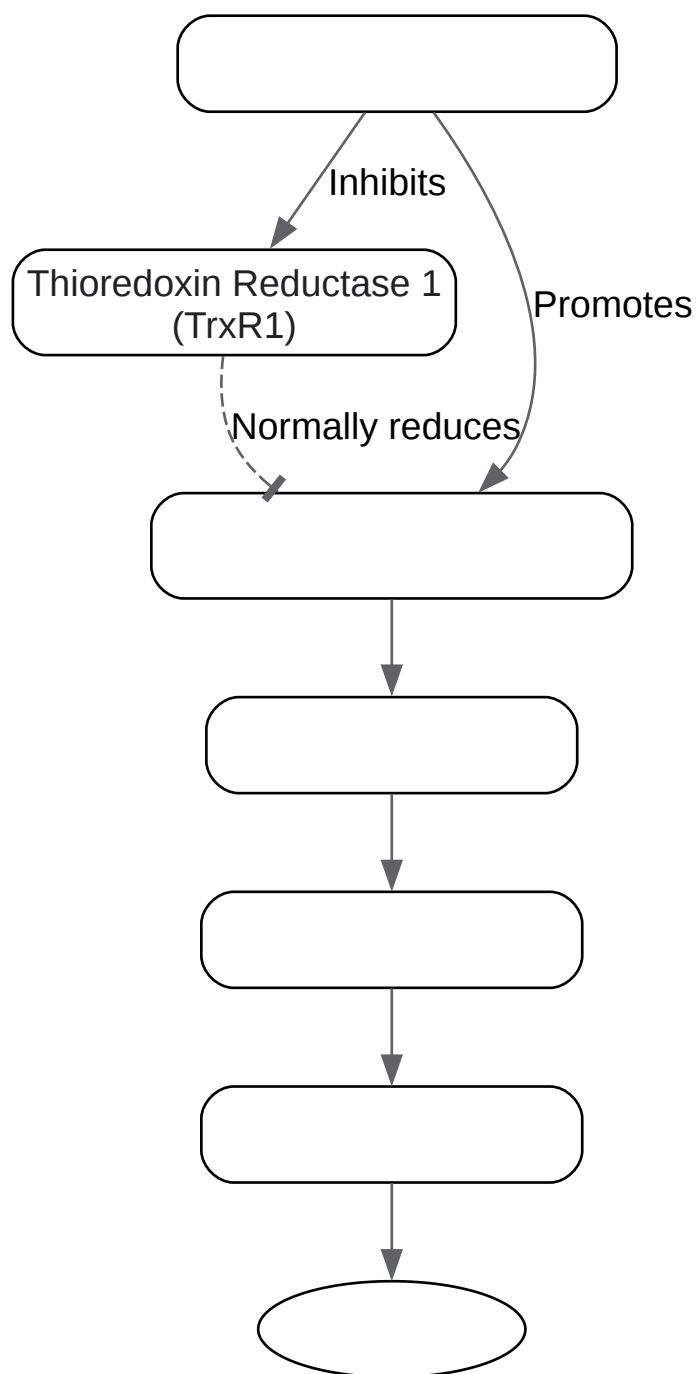 Inhibits
Thioredoxin Reductase 1
(TrxR1)
Promotes
Normally reduces